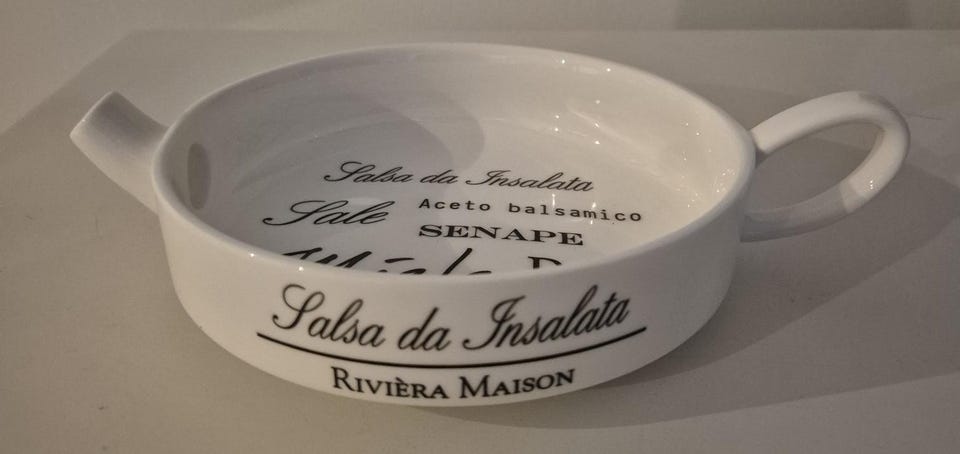 Salsa da Insalata
Sale
Aceto balsamico
SENAPE
Salsa da Insalata
RIVIÈRA MAISON